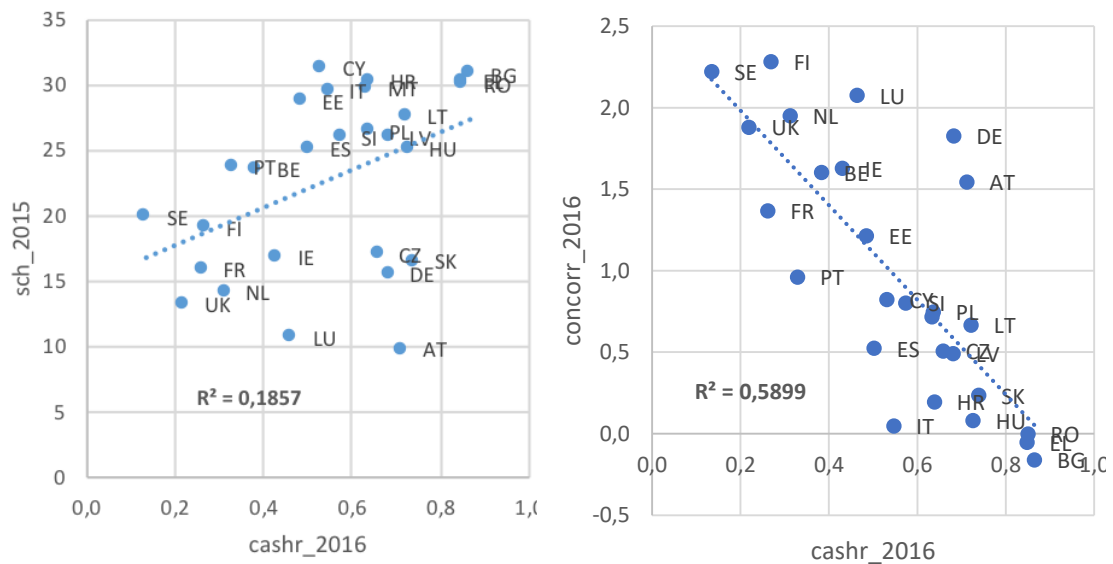 35
30
25
20
15
10
5
0
sch_2015
CY
BG
HR
EL
RO
IT
MT
EE
LT
PL
SI
LV
ES
HU
PT
BE
SE
FI
IE
CZ
SK
FR
DE
NL
UK
LU
AT
R² = 0,1857
0,0 0,2 0,4 0,6 0,8 1,0
cashr_2016
2,5
2,0
1,5
1,0
0,5
0,0
-0,5
concorr_2016
SE
FI
LU
NL
UK
DE
IE
BE
AT
FR
EE
PT
CY
SI
PL
LT
ES
CZ
LV
SK
HR
HU
IT
RO
EL
BG
R² = 0,5899
0,0 0,2 0,4 0,6 0,8 1,0
cashr_2016